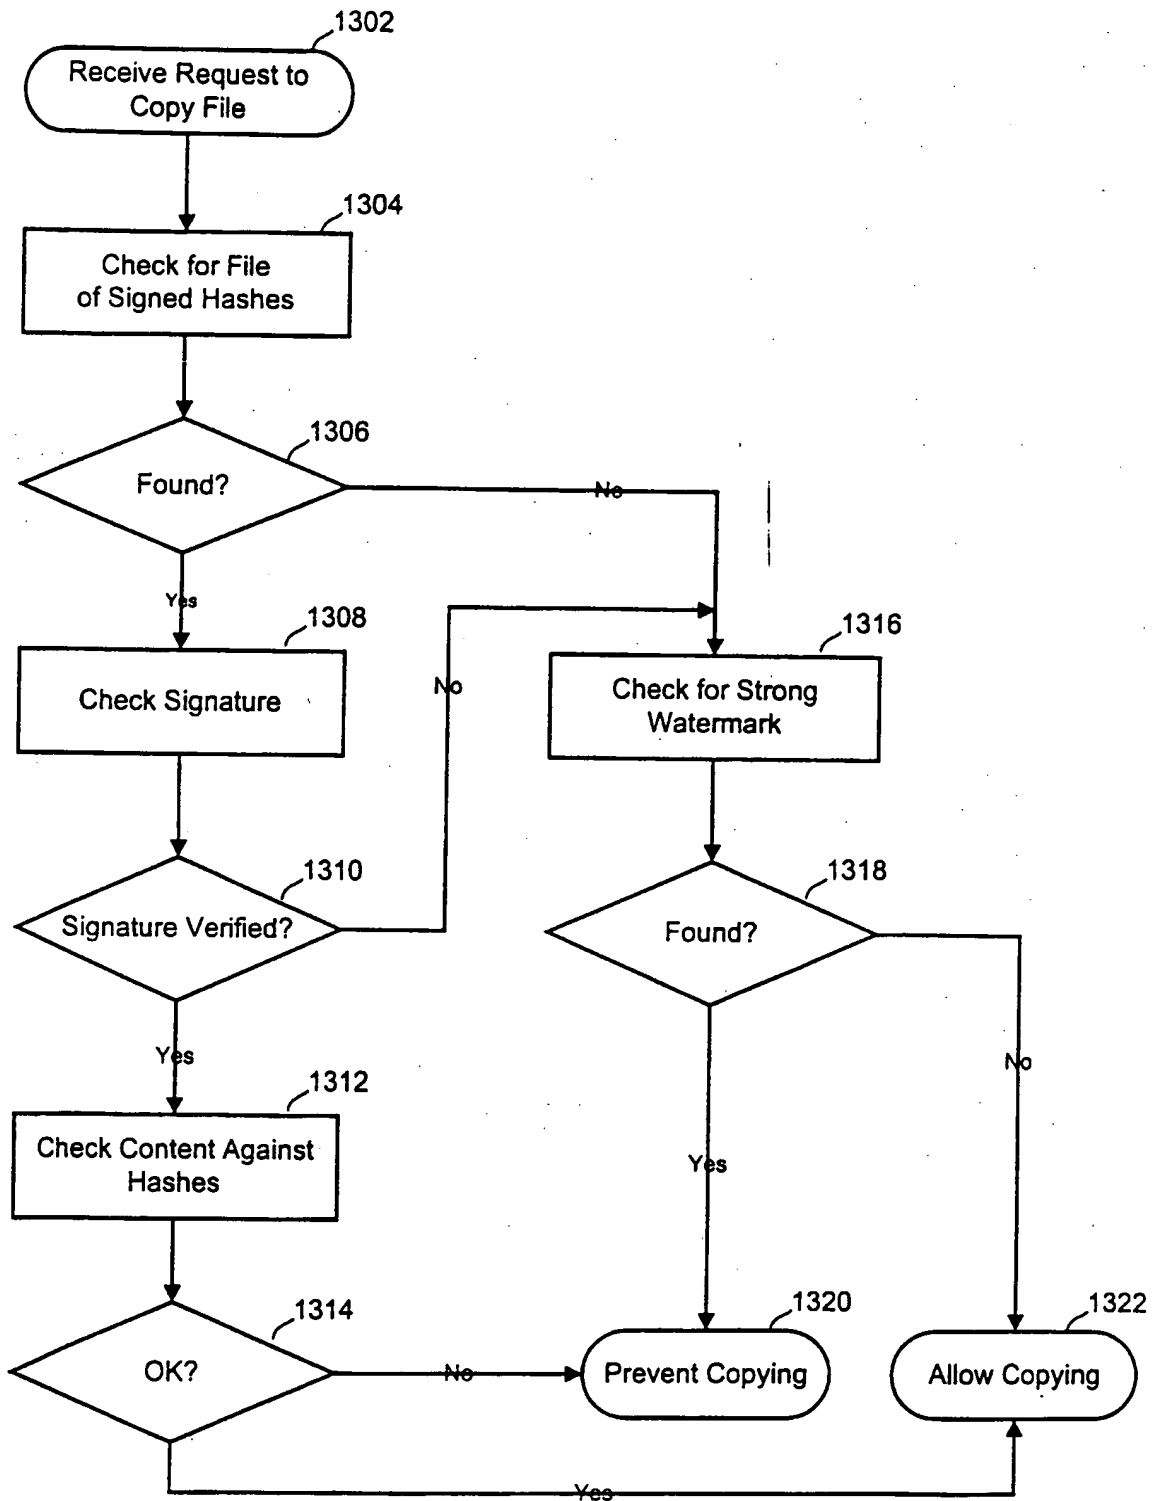 1302
Receive Request to
Copy File
1304
Check for File
of Signed Hashes
1306
Found?
No
Yes
1308
Check Signature
No
1316
Check for Strong
Watermark
1310
Signature Verified?
1318
Found?
Yes
No
1312
Check Content Against
Hashes
Yes
1314
OK?
No
1320
Prevent Copying
1322
Allow Copying
Yes